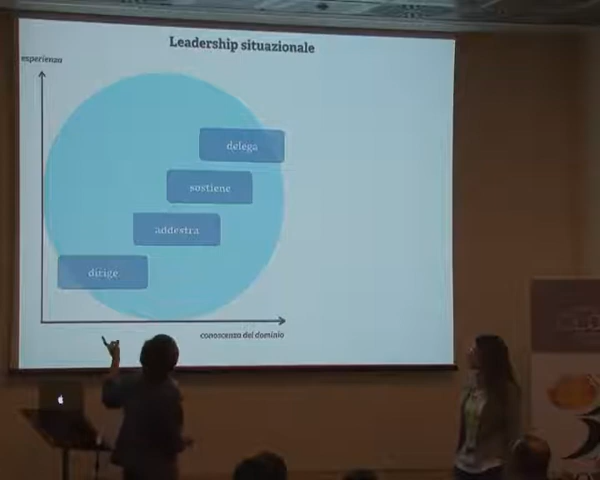 Leadership situazionale
esperienza
delega
sostiene
addestra
dirige
conoscenza del dominio